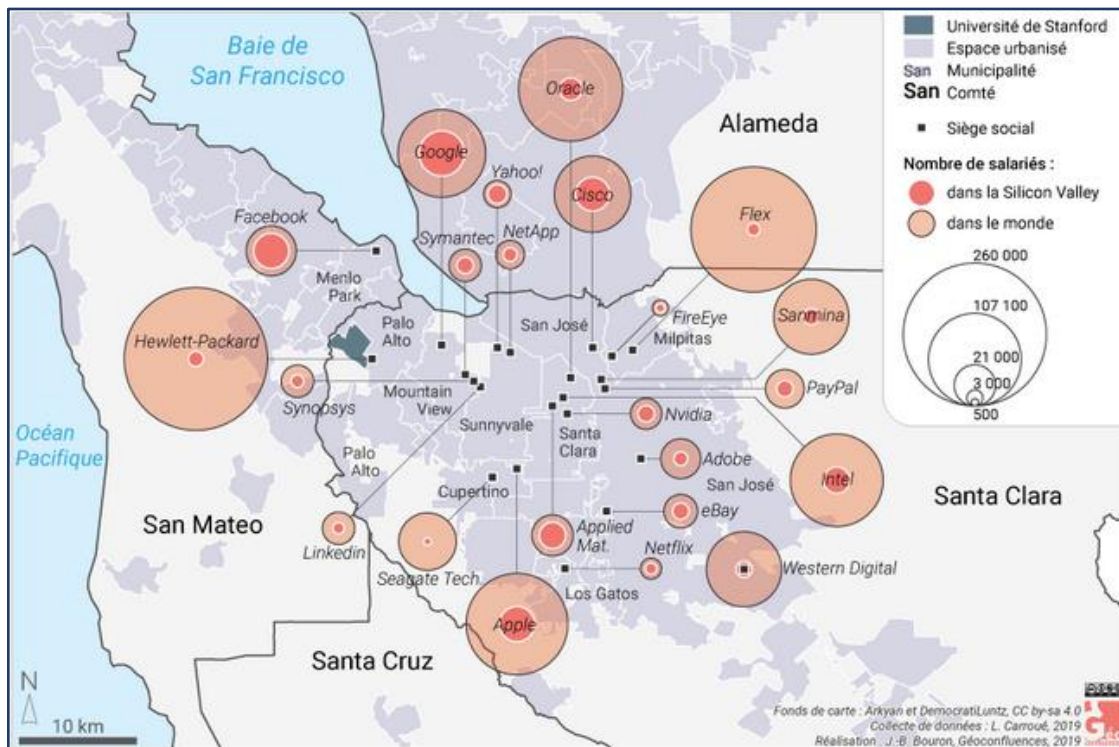 Baie de
San Francisco
Oracle
Alameda
Google
Yahoo!
Cisco
Flex
Facebook
Symantec
NetApp
Menlo
Park
Palo
Alto
San José
FireEye
Milpitas
Sanmina
Hewlett-Packard
Synopsys
Mountain
View
Sunnyvale
Santa
Clara
Nvidia
PayPal
Océan
Pacifique
Palo
Alto
Cupertino
Adobe
San José
Intel
Santa Clara
San Mateo
Linkedin
Seagate Tech.
Applied
Mat.
eBay
Netflix
Western Digital
Los Gatos
Apple
Santa Cruz
N
10 km
Université de Stanford
Espace urbanisé
San Municipalité
San Comté
Siège social
Nombre de salariés :
dans la Silicon Valley
dans le monde
260 000
107 100
21 000
3 000
500
Fonds de carte : Arkyan et DemocratiLuntz, CC by-sa 4.0
Collecte de données : L. Carroué, 2019
Réalisation : J.-B. Bouron, Géoconfluences, 2019
G